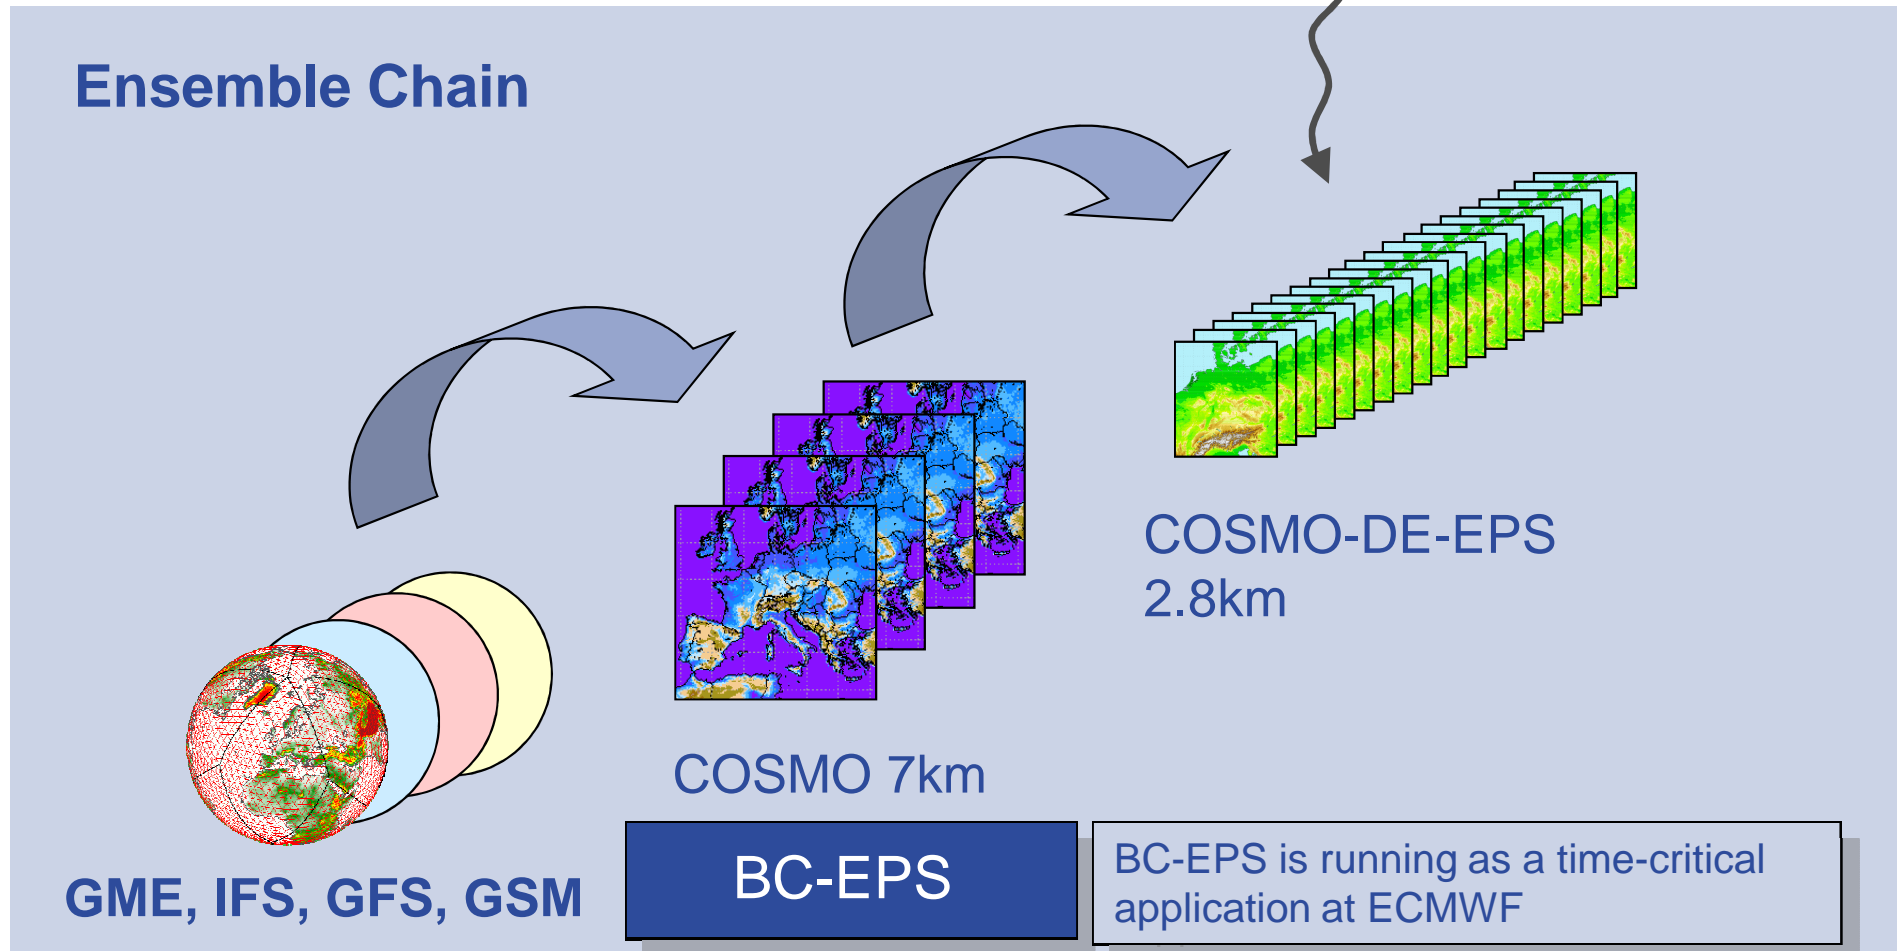 Ensemble Chain
COSMO-DE-EPS
2.8km
COSMO 7km
GME, IFS, GFS, GSM
BC-EPS
BC-EPS is running as a time-critical
application at ECMWF